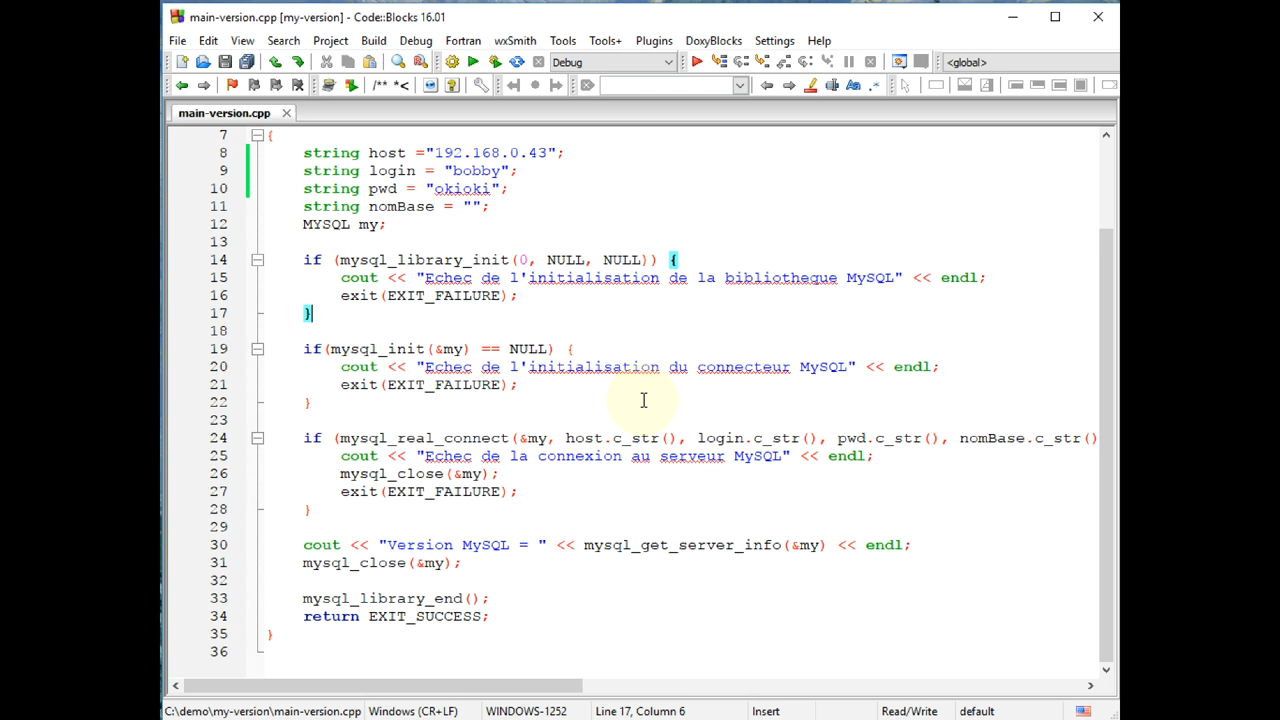 main-version.cpp [my-version] - Code::Blocks 16.01
File Edit View Search Project Build Debug Fortran wxSmith Tools Tools+ Plugins DoxyBlocks Settings Help
Debug <global>
/** *< Aa .*
main-version.cpp
7 {
8 string host ="192.168.0.43";
9 string login = "bobby";
10 string pwd = "okioki";
11 string nomBase = "";
12 MYSQL my;
13
14 if (mysql_library_init(0, NULL, NULL)) {
15 cout << "Echec de l'initialisation de la bibliotheque MySQL" << endl;
16 exit(EXIT_FAILURE);
17 }
18
19 if(mysql_init(&my) == NULL) {
20 cout << "Echec de l'initialisation du connecteur MySQL" << endl;
21 exit(EXIT_FAILURE);
22 }
23
24 if (mysql_real_connect(&my, host.c_str(), login.c_str(), pwd.c_str(), nomBase.c_str()
25 cout << "Echec de la connexion au serveur MySQL" << endl;
26 mysql_close(&my);
27 exit(EXIT_FAILURE);
28 }
29
30 cout << "Version MySQL = " << mysql_get_server_info(&my) << endl;
31 mysql_close(&my);
32
33 mysql_library_end();
34 return EXIT_SUCCESS;
35 }
36
C:\demo\my-version\main-version.cpp Windows (CR+LF) WINDOWS-1252 Line 17, Column 6 Insert Read/Write default